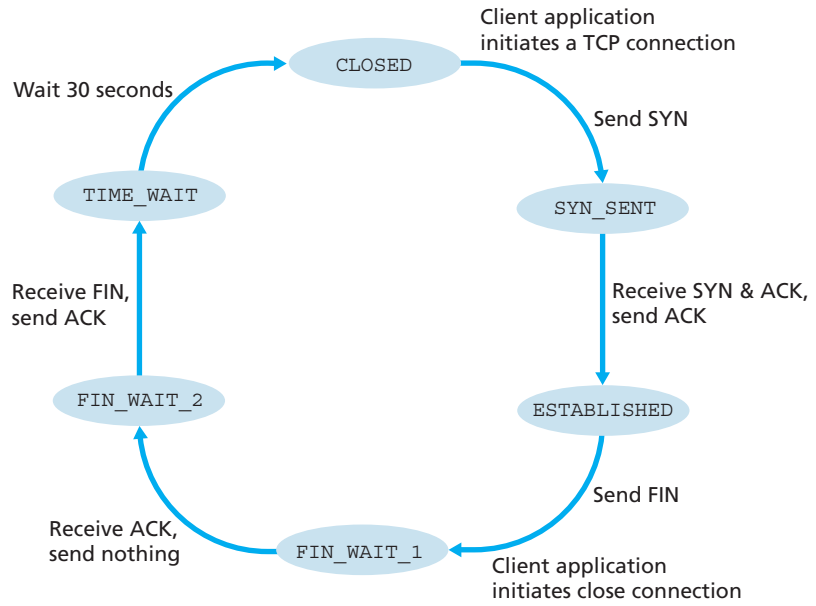 Client application
initiates a TCP connection
CLOSED
Wait 30 seconds
Send SYN
TIME_WAIT
SYN_SENT
Receive FIN,
send ACK
Receive SYN & ACK,
send ACK
FIN_WAIT_2
ESTABLISHED
Send FIN
Receive ACK,
send nothing
FIN_WAIT_1
Client application
initiates close connection